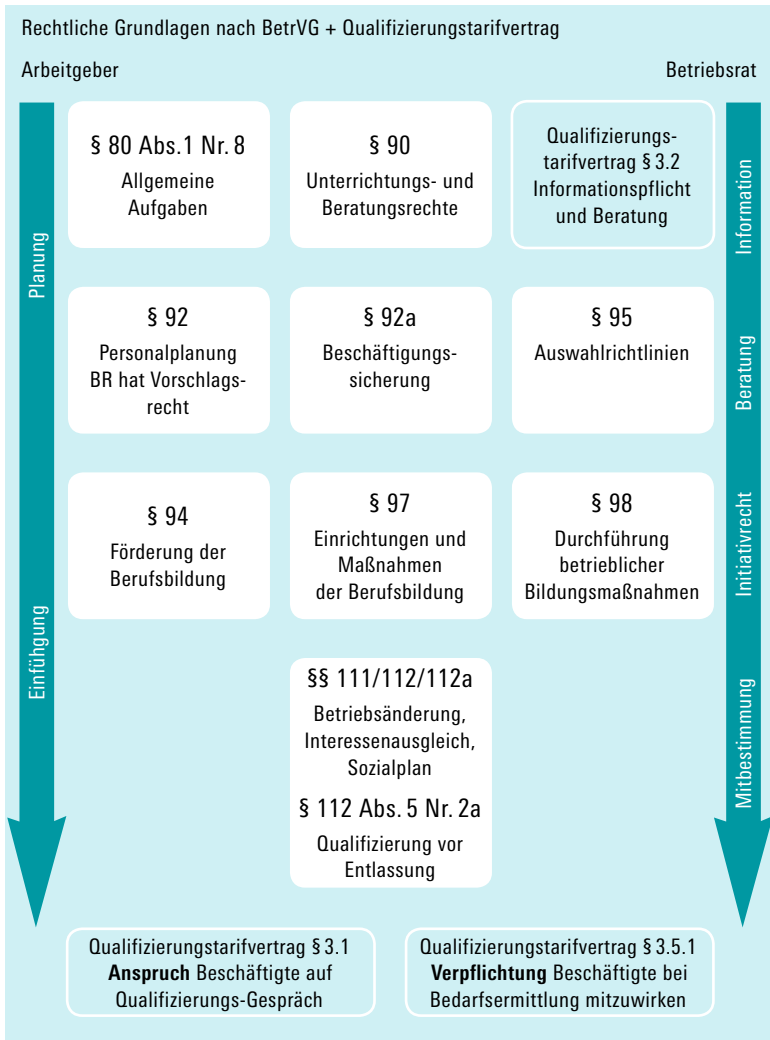 Rechtliche Grundlagen nach BetrVG + Qualifizierungstarifvertrag
Arbeitgeber
Betriebsrat
§ 80 Abs.1 Nr. 8
Allgemeine
Aufgaben
§ 90
Unterrichtungs- und
Beratungsrechte
Qualifizierungs-
tarifvertrag § 3.2
Informationspflicht
und Beratung
Planung
Information
§ 92
Personalplanung
BR hat Vorschlags-
recht
§ 92a
Beschäftigungs-
sicherung
§ 95
Auswahlrichtlinien
Beratung
§ 94
Förderung der
Berufsbildung
§ 97
Einrichtungen und
Maßnahmen
der Berufsbildung
§ 98
Durchführung
betrieblicher
Bildungsmaßnahmen
Initiativrecht
Einfühgung
§§ 111/112/112a
Betriebsänderung,
Interessenausgleich,
Sozialplan
§ 112 Abs. 5 Nr. 2a
Qualifizierung vor
Entlassung
Mitbestimmung
Qualifizierungstarifvertrag § 3.1
Anspruch Beschäftigte auf
Qualifizierungs-Gespräch
Qualifizierungstarifvertrag § 3.5.1
Verpflichtung Beschäftigte bei
Bedarfsermittlung mitzuwirken